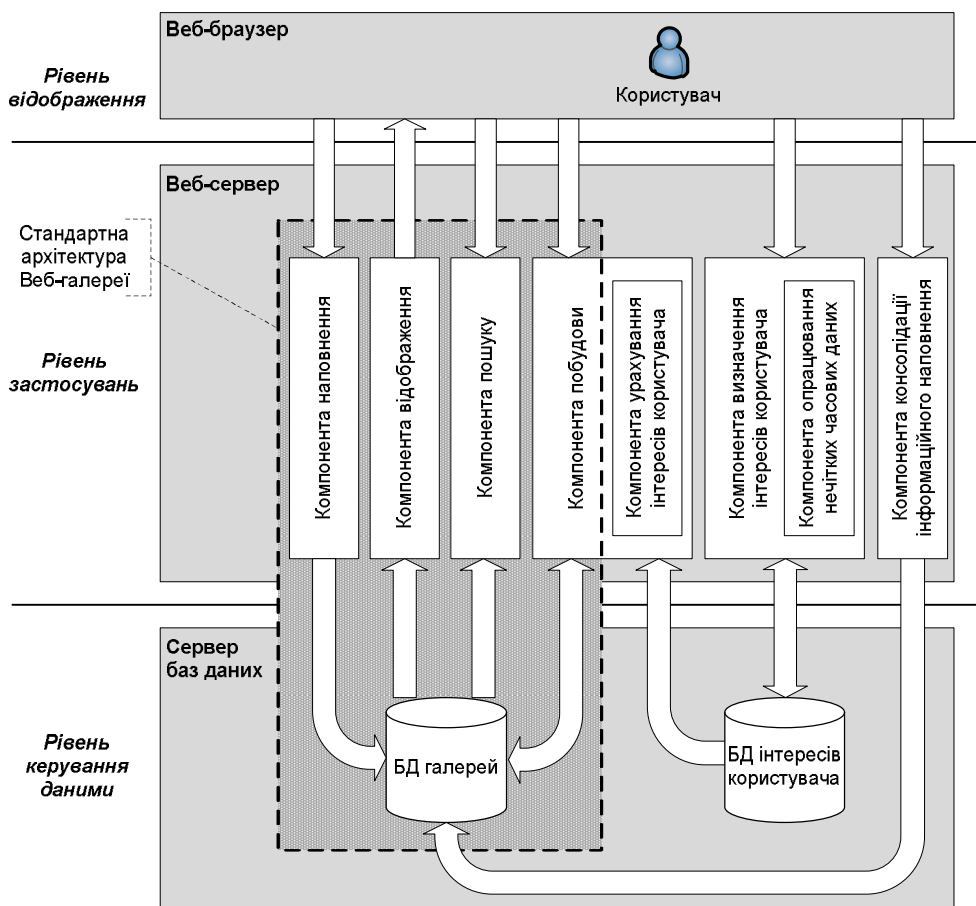 Веб-браузер
Користувач
Рівень
відображення
Веб-сервер
Стандартна
архітектура
Веб-галереї
Рівень
застосувань
Компонента наповнення
Компонента відображення
Компонента пошуку
Компонента побудови
Компонента урахування
інтересів користувача
Компонента визначення
інтересів користувача
Компонента опрацювання
нечітких часових даних
Компонента консолідації
інформаційного наповнення
Сервер
баз даних
Рівень
керування
даними
БД галерей
БД інтересів
користувача